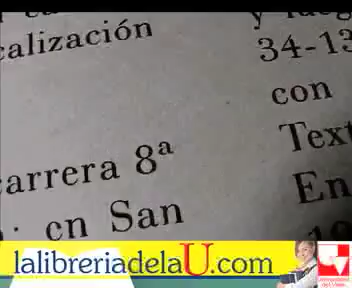 calización
carrera 8ª
en San
34-13
con
Text
En
lalibreriadelaU.com